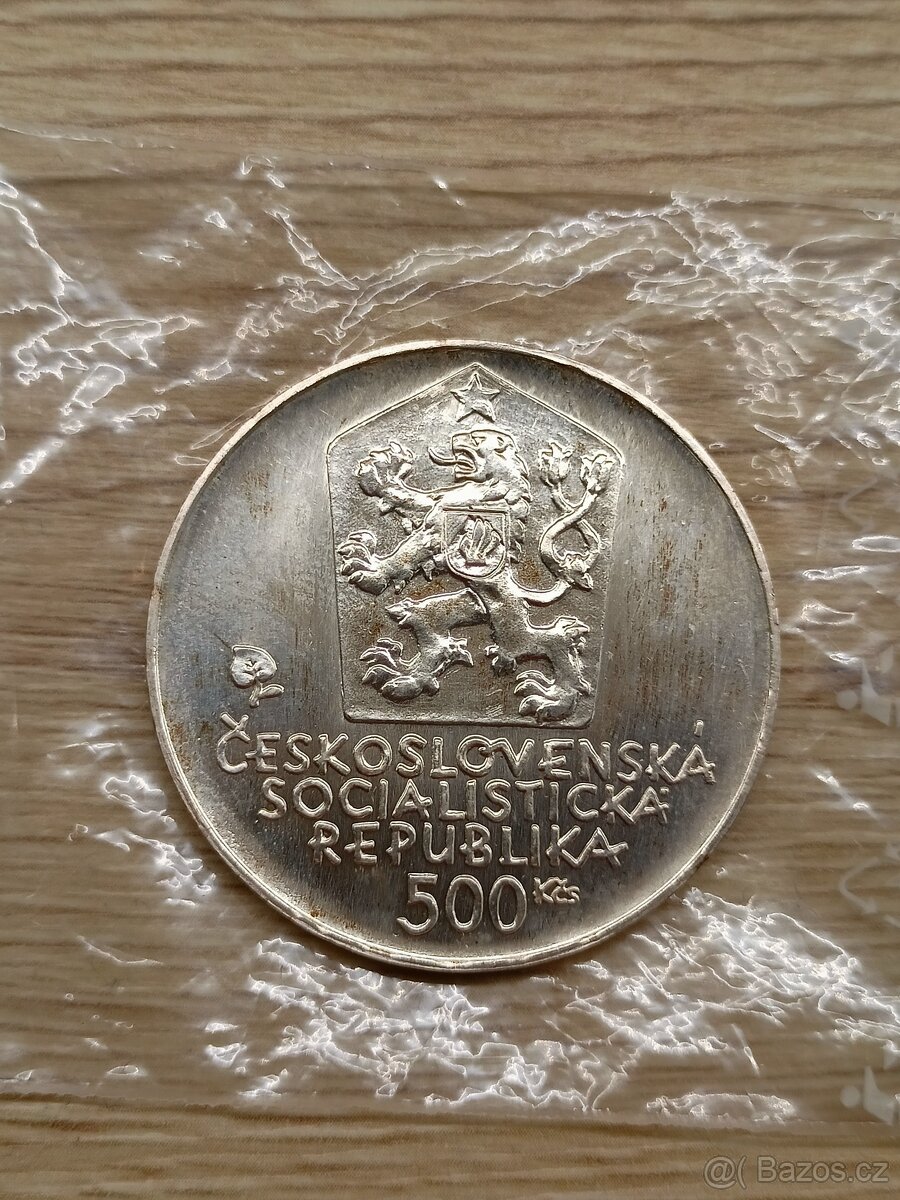 ČESKOSLOVENSKÁ
SOCIALISTICKÁ
REPUBLIKA
500 Kčs
@( Bazos.cz